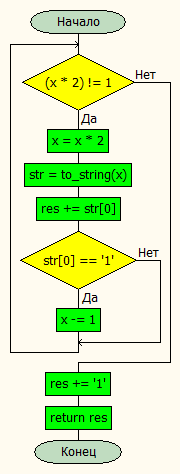 Начало
(x * 2) != 1
Нет
Да
x = x * 2
str = to_string(x)
res += str[0]
str[0] == '1'
Нет
Да
x -= 1
res += '1'
return res
Конец